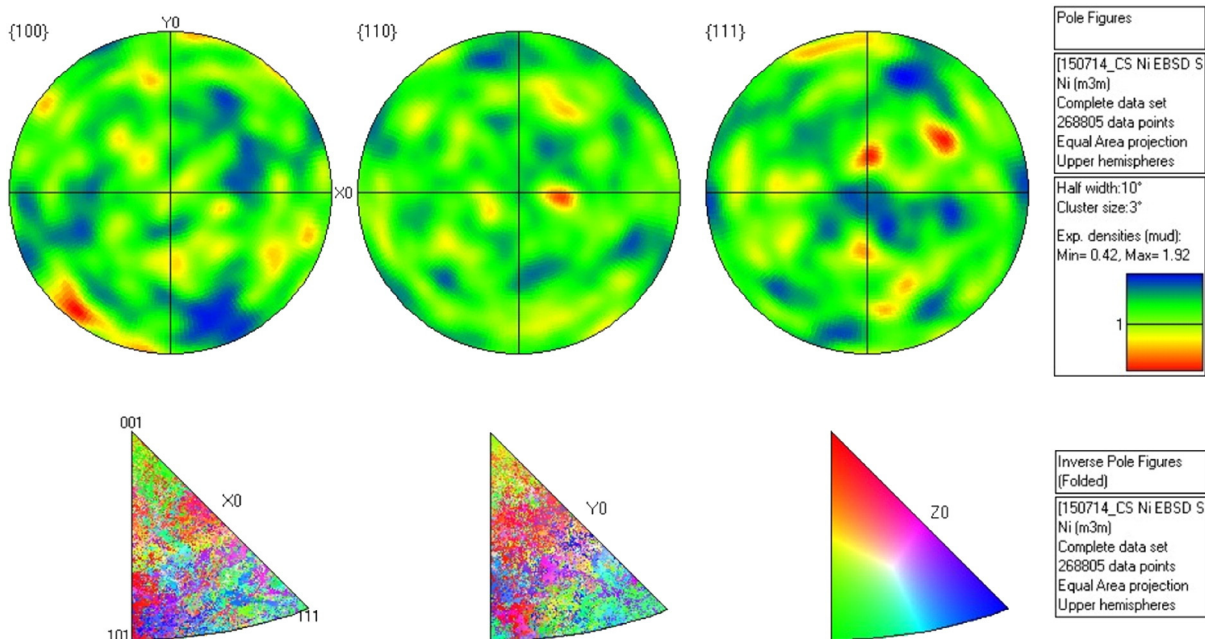 {100}
Y0
X0
{110}
{111}
Pole Figures
[150714_CS Ni EBSD S
Ni (m3m)
Complete data set
268805 data points
Equal Area projection
Upper hemispheres
Half width:10°
Cluster size:3°
Exp. densities (mud):
Min= 0.42, Max= 1.92
1
001
X0
101
111
Y0
Z0
Inverse Pole Figures
(Folded)
[150714_CS Ni EBSD S
Ni (m3m)
Complete data set
268805 data points
Equal Area projection
Upper hemispheres